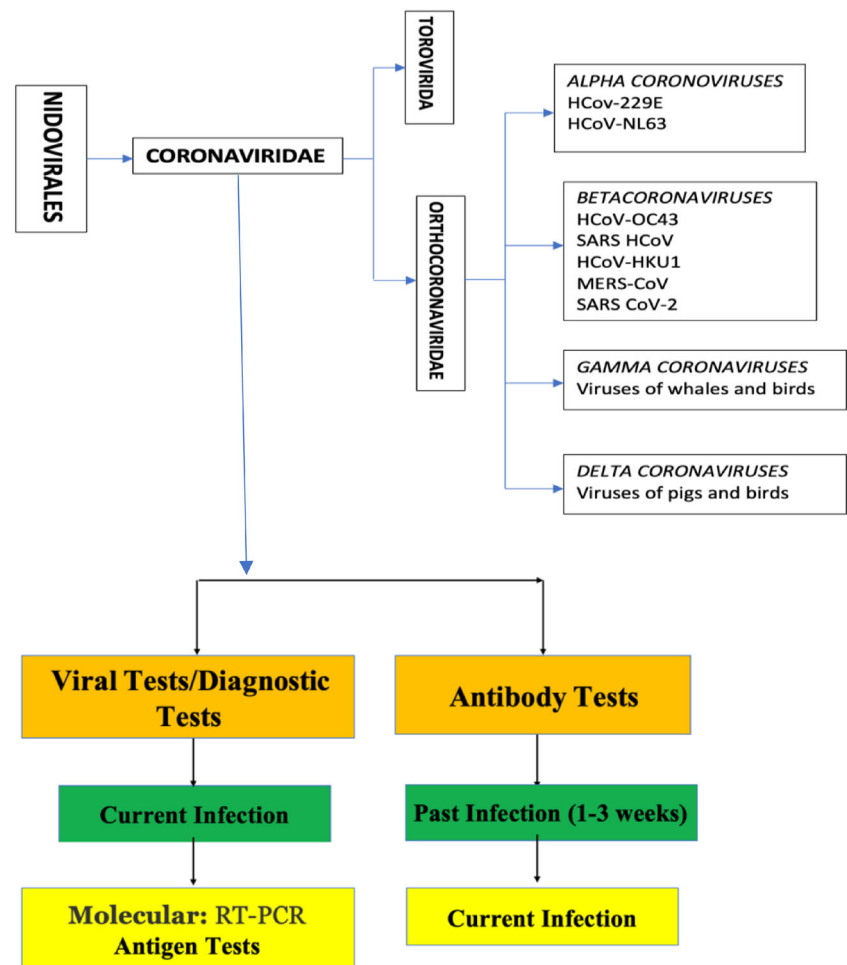 NIDOVIRALES
CORONAVIRIDAE
TOROVIRIDA
ORTHOCORONAVIRIDAE
ALPHA CORONOVIRUSES
HCov-229E
HCoV-NL63
BETACORONAVIRUSES
HCoV-OC43
SARS HCoV
HCoV-HKU1
MERS-CoV
SARS CoV-2
GAMMA CORONAVIRUSES
Viruses of whales and birds
DELTA CORONAVIRUSES
Viruses of pigs and birds
Viral Tests/Diagnostic
Tests
Antibody Tests
Current Infection
Past Infection (1-3 weeks)
Molecular: RT-PCR
Antigen Tests
Current Infection